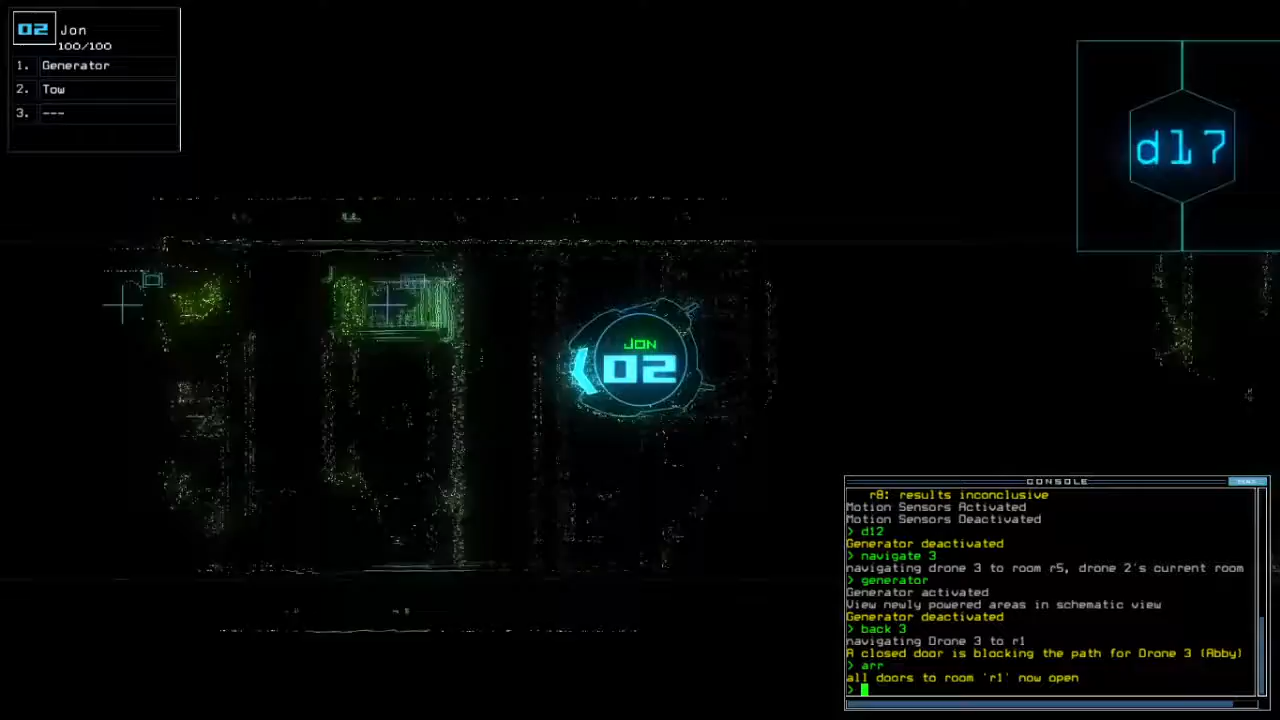 02 Jon
100/100
1. Generator
2. Tow
3. ---
d17
JON
02
CONSOLE
r8: results inconclusive
Motion Sensors Activated
Motion Sensors Deactivated
> d12
Generator deactivated
> navigate 3
navigating drone 3 to room r5, drone 2's current room
> generator
Generator activated
View newly powered areas in schematic view
Generator deactivated
> back 3
navigating Drone 3 to r1
A closed door is blocking the path for Drone 3 (Abby)
> arr
all doors to room 'r1' now open
>